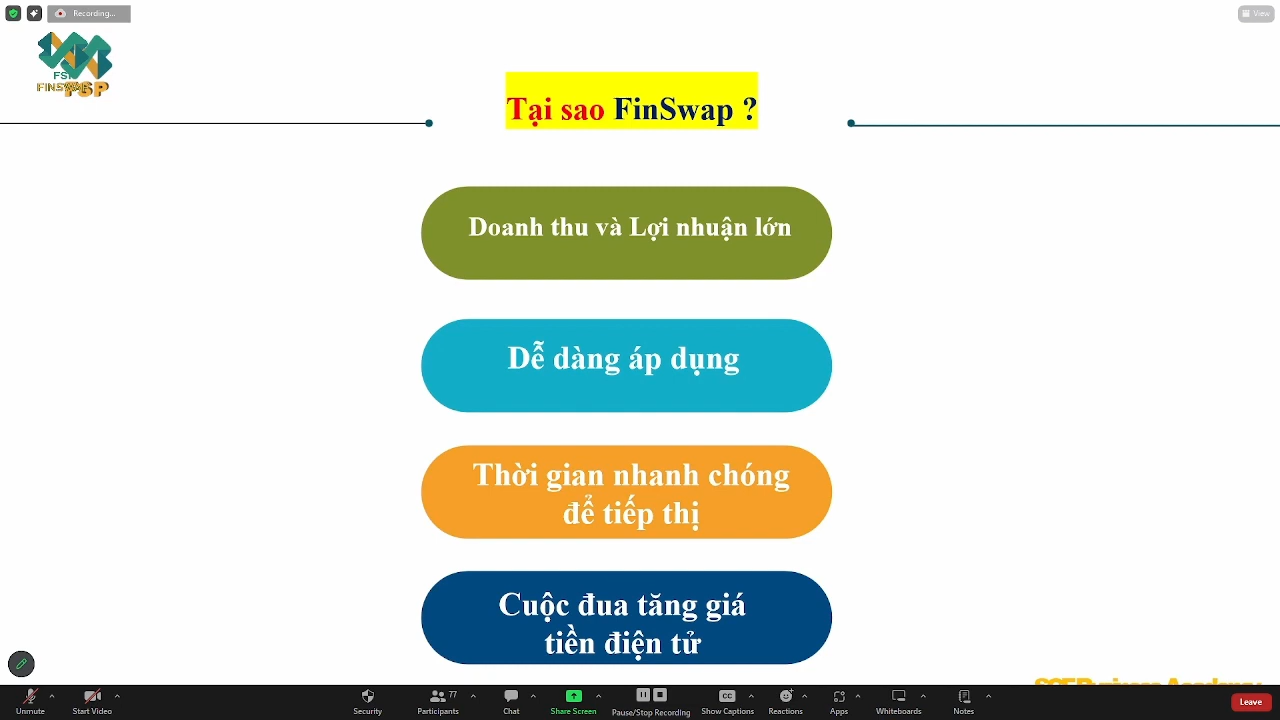 Recording...
View
FINSWAP
FSP
Tại sao FinSwap ?
Doanh thu và Lợi nhuận lớn
Dễ dàng áp dụng
Thời gian nhanh chóng
để tiếp thị
Cuộc đua tăng giá
tiền điện tử
Academy
Unmute
Start Video
Security
Participants
77
Chat
Share Screen
Pause/Stop Recording
CC
Show Captions
Reactions
Apps
Whiteboards
Notes
Leave